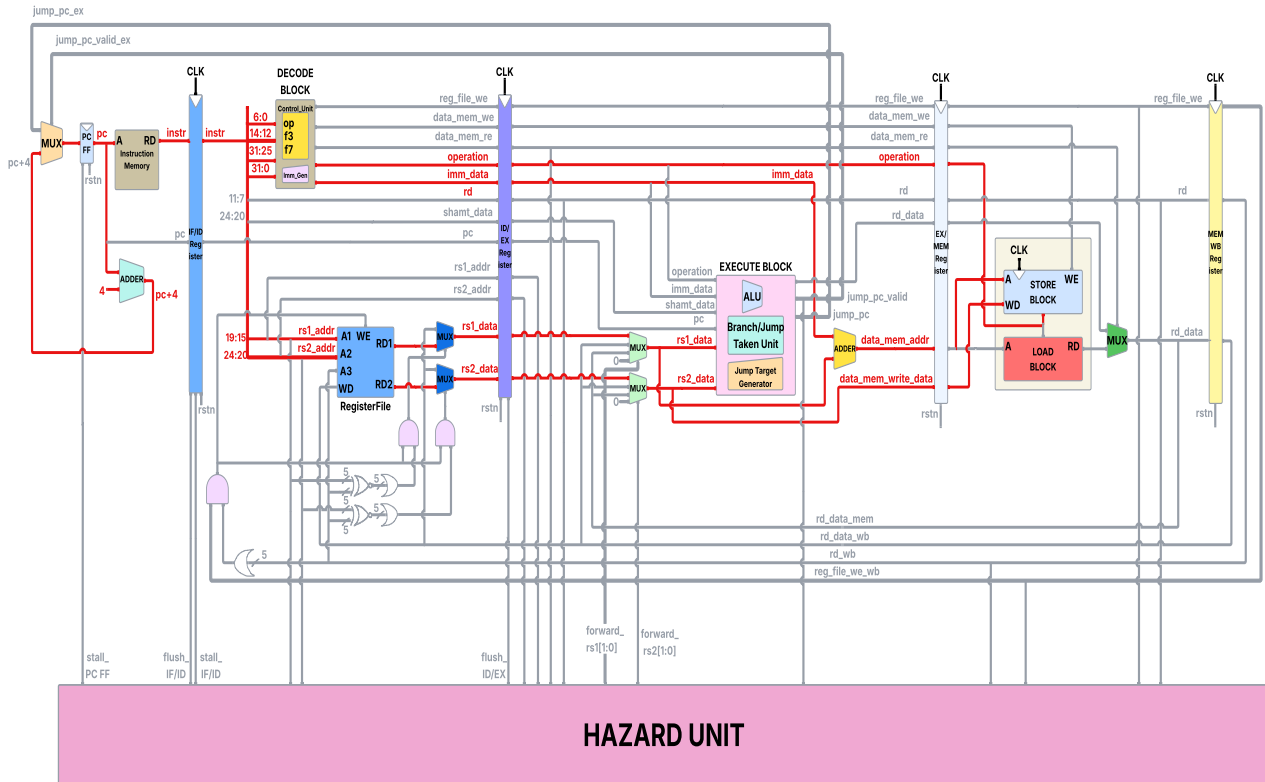 jump_pc_ex
jump_pc_valid_ex
CLK
DECODE
BLOCK
CLK
CLK
CLK
reg_file_we
reg_file_we
reg_file_we
Control_Unit
6:0
op
data_mem_we
data_mem_we
14:12
f3
data_mem_re
data_mem_re
31:25
f7
operation
operation
31:0
Imm_Gen
imm_data
imm_data
MUX
PC
FF
pc
A
RD
Instruction
Memory
instr
instr
pc+4
rstn
rd
rd
rd
11:7
24:20
shamt_data
rd_data
pc
pc
IF/ID
Reg
ister
ID/
EX
Reg
ister
EX/
MEM
Reg
ister
MEM
WB
Reg
ister
ADDER
4
pc+4
rs1_addr
rs2_addr
EXECUTE BLOCK
operation
imm_data
shamt_data
pc
ALU
jump_pc_valid
jump_pc
Branch/Jump
Taken Unit
Jump Target
Generator
CLK
A
WE
STORE
BLOCK
WD
A
RD
LOAD
BLOCK
MUX
rd_data
19:15
rs1_addr
24:20
rs2_addr
A1
WE
RD1
A2
A3
WD
RD2
RegisterFile
MUX
rs1_data
MUX
rs2_data
MUX
0
rs1_data
MUX
0
rs2_data
ADDER
data_mem_addr
data_mem_write_data
rstn
rstn
rstn
rstn
5
5
5
5
5
5
rd_data_mem
rd_data_wb
rd_wb
reg_file_we_wb
forward_
rs1[1:0]
forward_
rs2[1:0]
stall_
PC FF
flush_
IF/ID
stall_
IF/ID
flush_
ID/EX
HAZARD UNIT